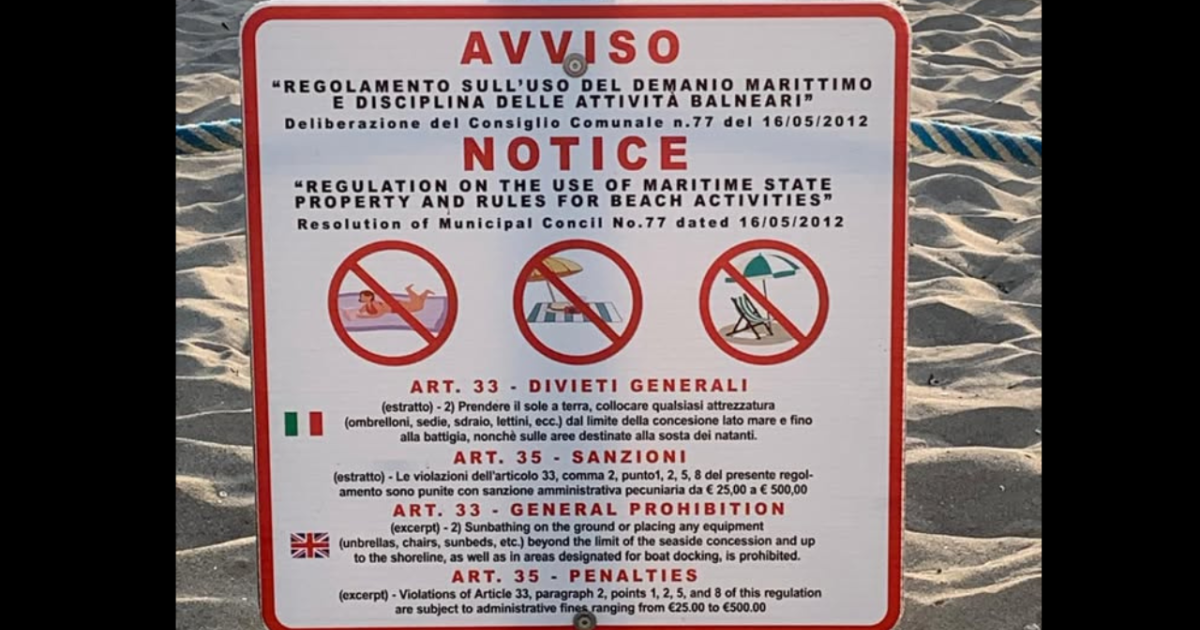 AVVISO
“REGOLAMENTO SULL'USO DEL DEMANIO MARITTIMO
E DISCIPLINA DELLE ATTIVITÀ BALNEARI”
Deliberazione del Consiglio Comunale n.77 del 16/05/2012
NOTICE
“REGULATION ON THE USE OF MARITIME STATE
PROPERTY AND RULES FOR BEACH ACTIVITIES”
Resolution of Municipal Concil No.77 dated 16/05/2012
ART. 33 - DIVIETI GENERALI
(estratto) - 2) Prendere il sole a terra, collocare qualsiasi attrezzatura
(ombrelloni, sedie, sdraio, lettini, ecc.) dal limite della concesione lato mare e fino
alla battigia, nonchè sulle aree destinate alla sosta dei natanti.
ART. 35 - SANZIONI
(estratto) - Le violazioni dell'articolo 33, comma 2, punto1, 2, 5, 8 del presente regol-
amento sono punite con sanzione amministrativa pecuniaria da € 25,00 a € 500,00
ART. 33 - GENERAL PROHIBITION
(excerpt) - 2) Sunbathing on the ground or placing any equipment
(unbrellas, chairs, sunbeds, etc.) beyond the limit of the seaside concession and up
to the shoreline, as well as in areas designated for boat docking, is prohibited.
ART. 35 - PENALTIES
(excerpt) - Violations of Article 33, paragraph 2, points 1, 2, 5, and 8 of this regulation
are subject to administrative fines ranging from €25.00 to €500.00